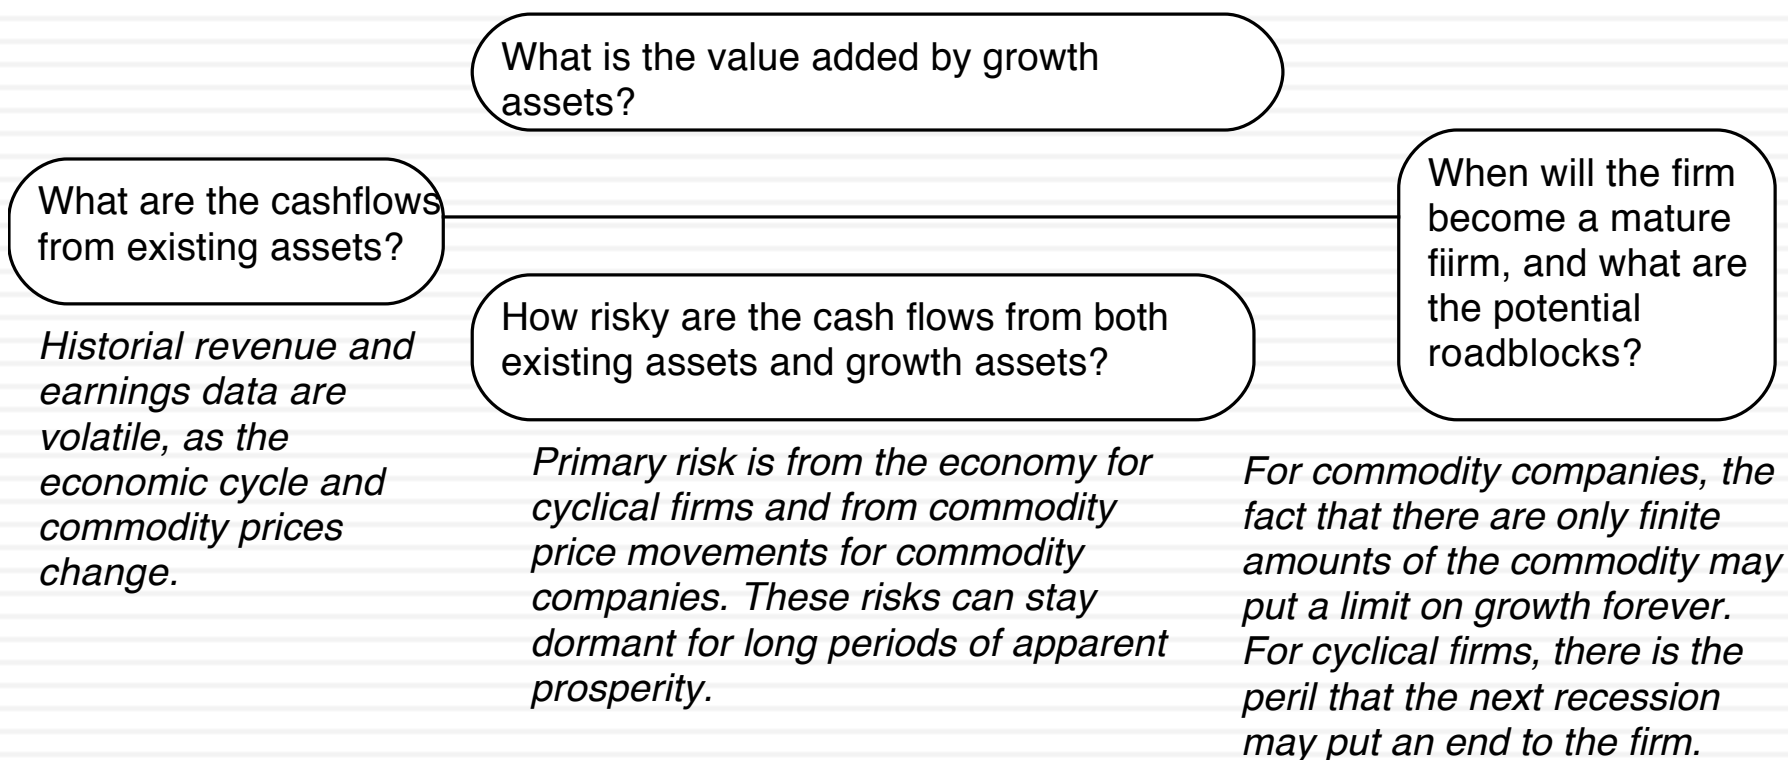 What is the value added by growth
assets?
What are the cashflows
from existing assets?
When will the firm
become a mature
fiirm, and what are
the potential
roadblocks?
How risky are the cash flows from both
existing assets and growth assets?
Historial revenue and
earnings data are
volatile, as the
economic cycle and
commodity prices
change.
Primary risk is from the economy for
cyclical firms and from commodity
price movements for commodity
companies. These risks can stay
dormant for long periods of apparent
prosperity.
For commodity companies, the
fact that there are only finite
amounts of the commodity may
put a limit on growth forever.
For cyclical firms, there is the
peril that the next recession
may put an end to the firm.